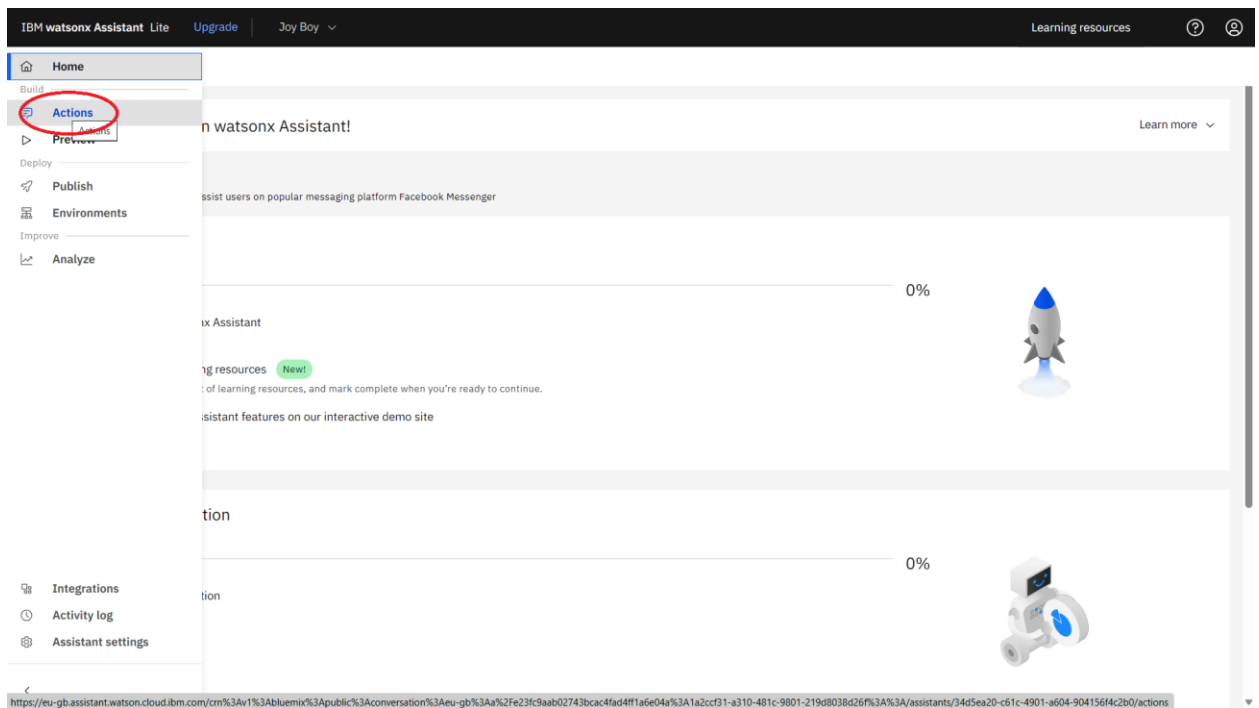 IBM watsonx Assistant Lite Upgrade Joy Boy Learning resources
Home
Build
Actions
Actions
Preview
Deploy
Publish
Environments
Improve
Analyze
Integrations
Activity log
Assistant settings
n watsonx Assistant! Learn more
ssist users on popular messaging platform Facebook Messenger
0%
nx Assistant
ng resources New!
t of learning resources, and mark complete when you're ready to continue.
ssistant features on our interactive demo site
tion
0%
tion
https://eu-gb.assistant.watson.cloud.ibm.com/crn%3Av1%3Abluemix%3Apublic%3Aconversation%3Aeu-gb%3Aa%2Fe23fc9aab02743bcac4fad4ff1a6e04a%3A1a2ccf31-a310-481c-9801-219d8038d26f%3A%3A/assistants/34d5ea20-c61c-4901-a604-904156f4c2b0/actions